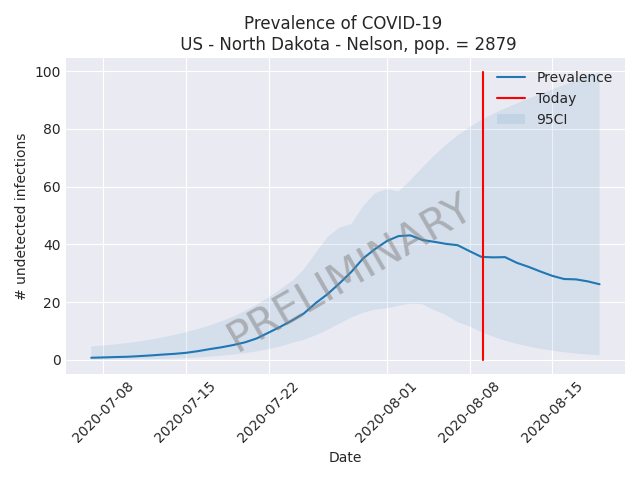 Prevalence of COVID-19
US - North Dakota - Nelson, pop. = 2879
100
80
60
40
20
0
# undetected infections
Prevalence
Today
95CI
PRELIMINARY
2020-07-08
2020-07-15
2020-07-22
2020-08-01
2020-08-08
2020-08-15
Date